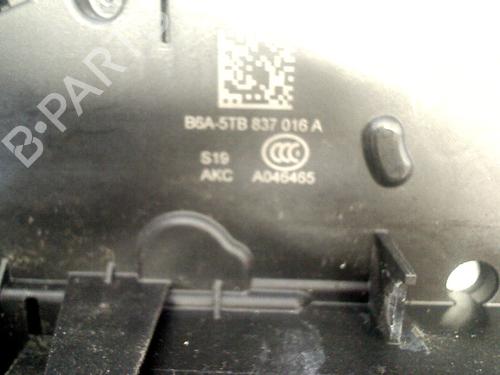 B-PARTS
B6A-5TB 837 016 A
S19
CCC
AKC A046465